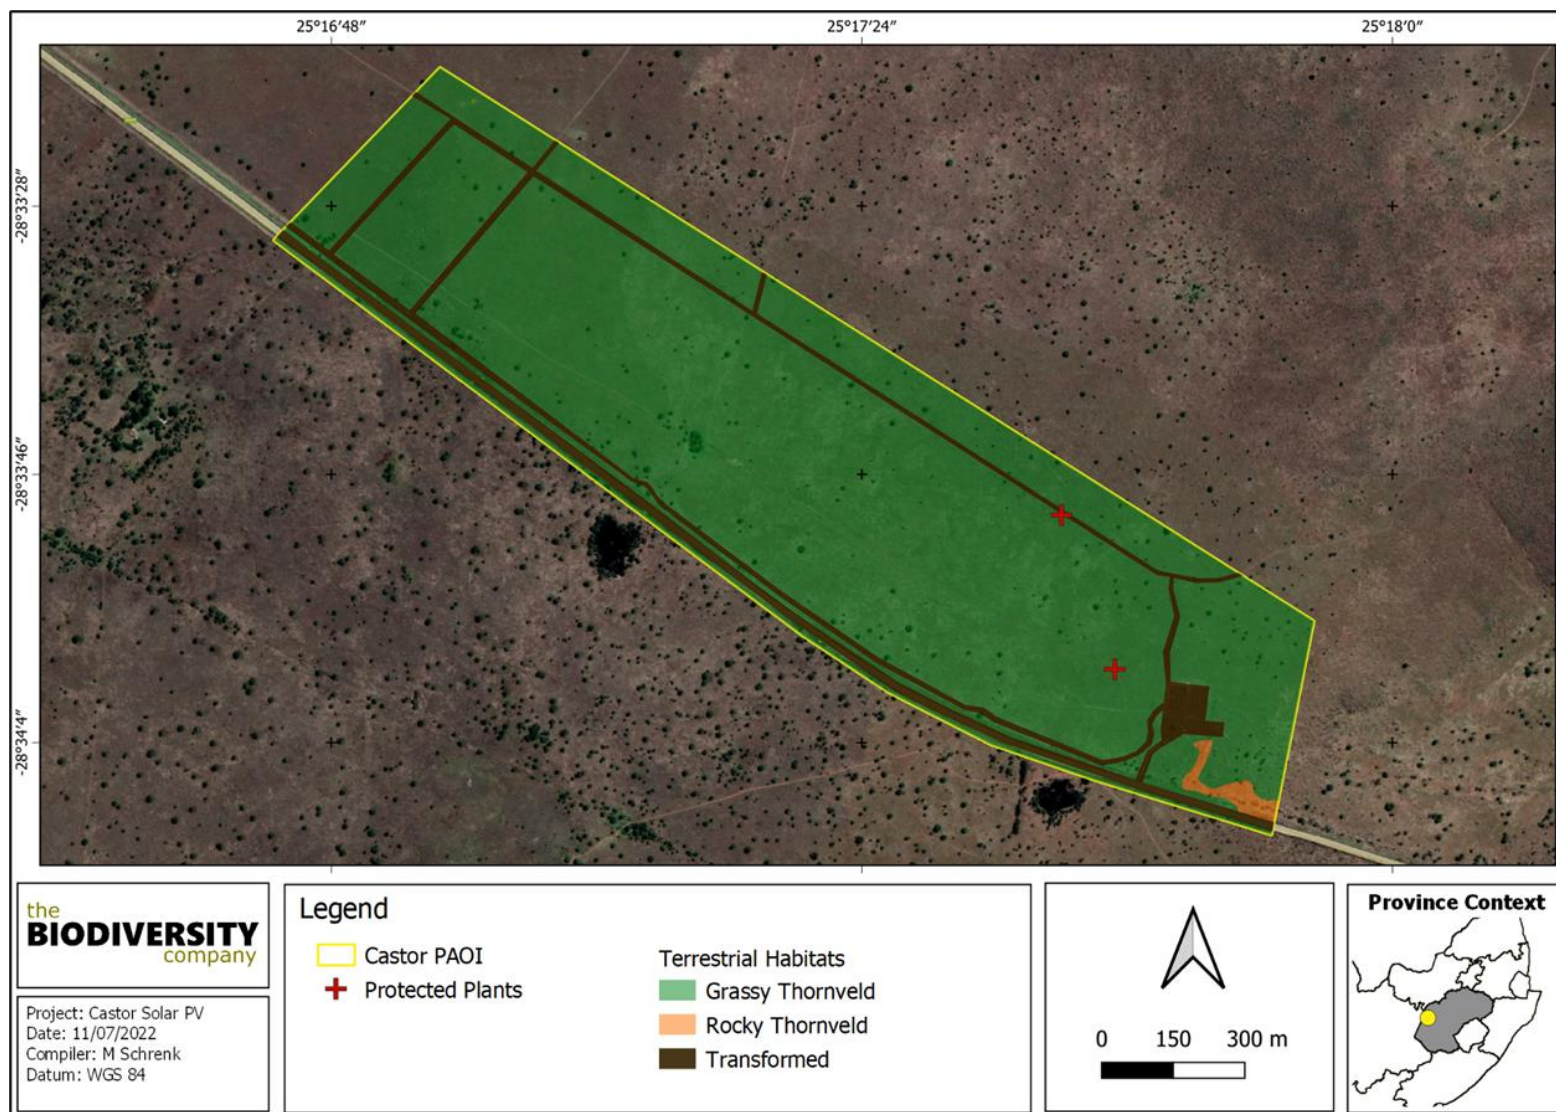 25°16′48″
25°17′24″
25°18′0″
-28°33′28″
-28°33′46″
-28°34′4″
the
BIODIVERSITY
company
Project: Castor Solar PV
Date: 11/07/2022
Compiler: M Schrenk
Datum: WGS 84
Legend
Castor PAOI
Protected Plants
Terrestrial Habitats
Grassy Thornveld
Rocky Thornveld
Transformed
0 150 300 m
Province Context